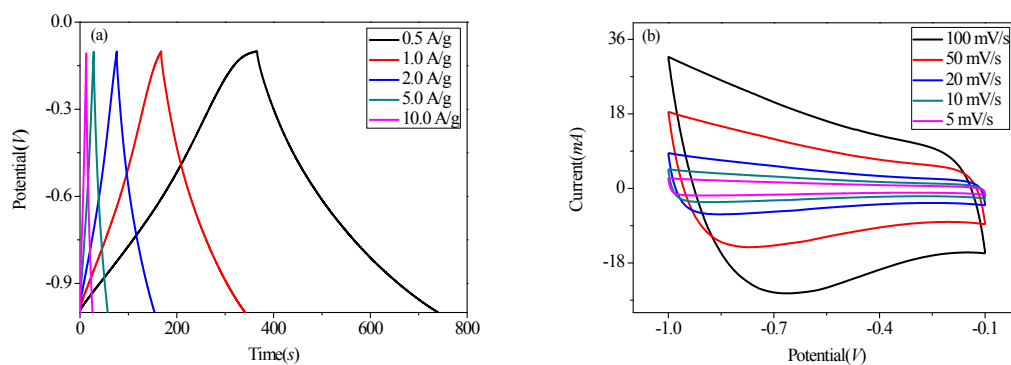 (a)
0.5 A/g
1.0 A/g
2.0 A/g
5.0 A/g
10.0 A/g
0.0
-0.3
-0.6
-0.9
Potential(V)
0 200 400 600 800
Time(s)
(b)
100 mV/s
50 mV/s
20 mV/s
10 mV/s
5 mV/s
36
18
0
-18
Current(mA)
-1.0 -0.7 -0.4 -0.1
Potential(V)